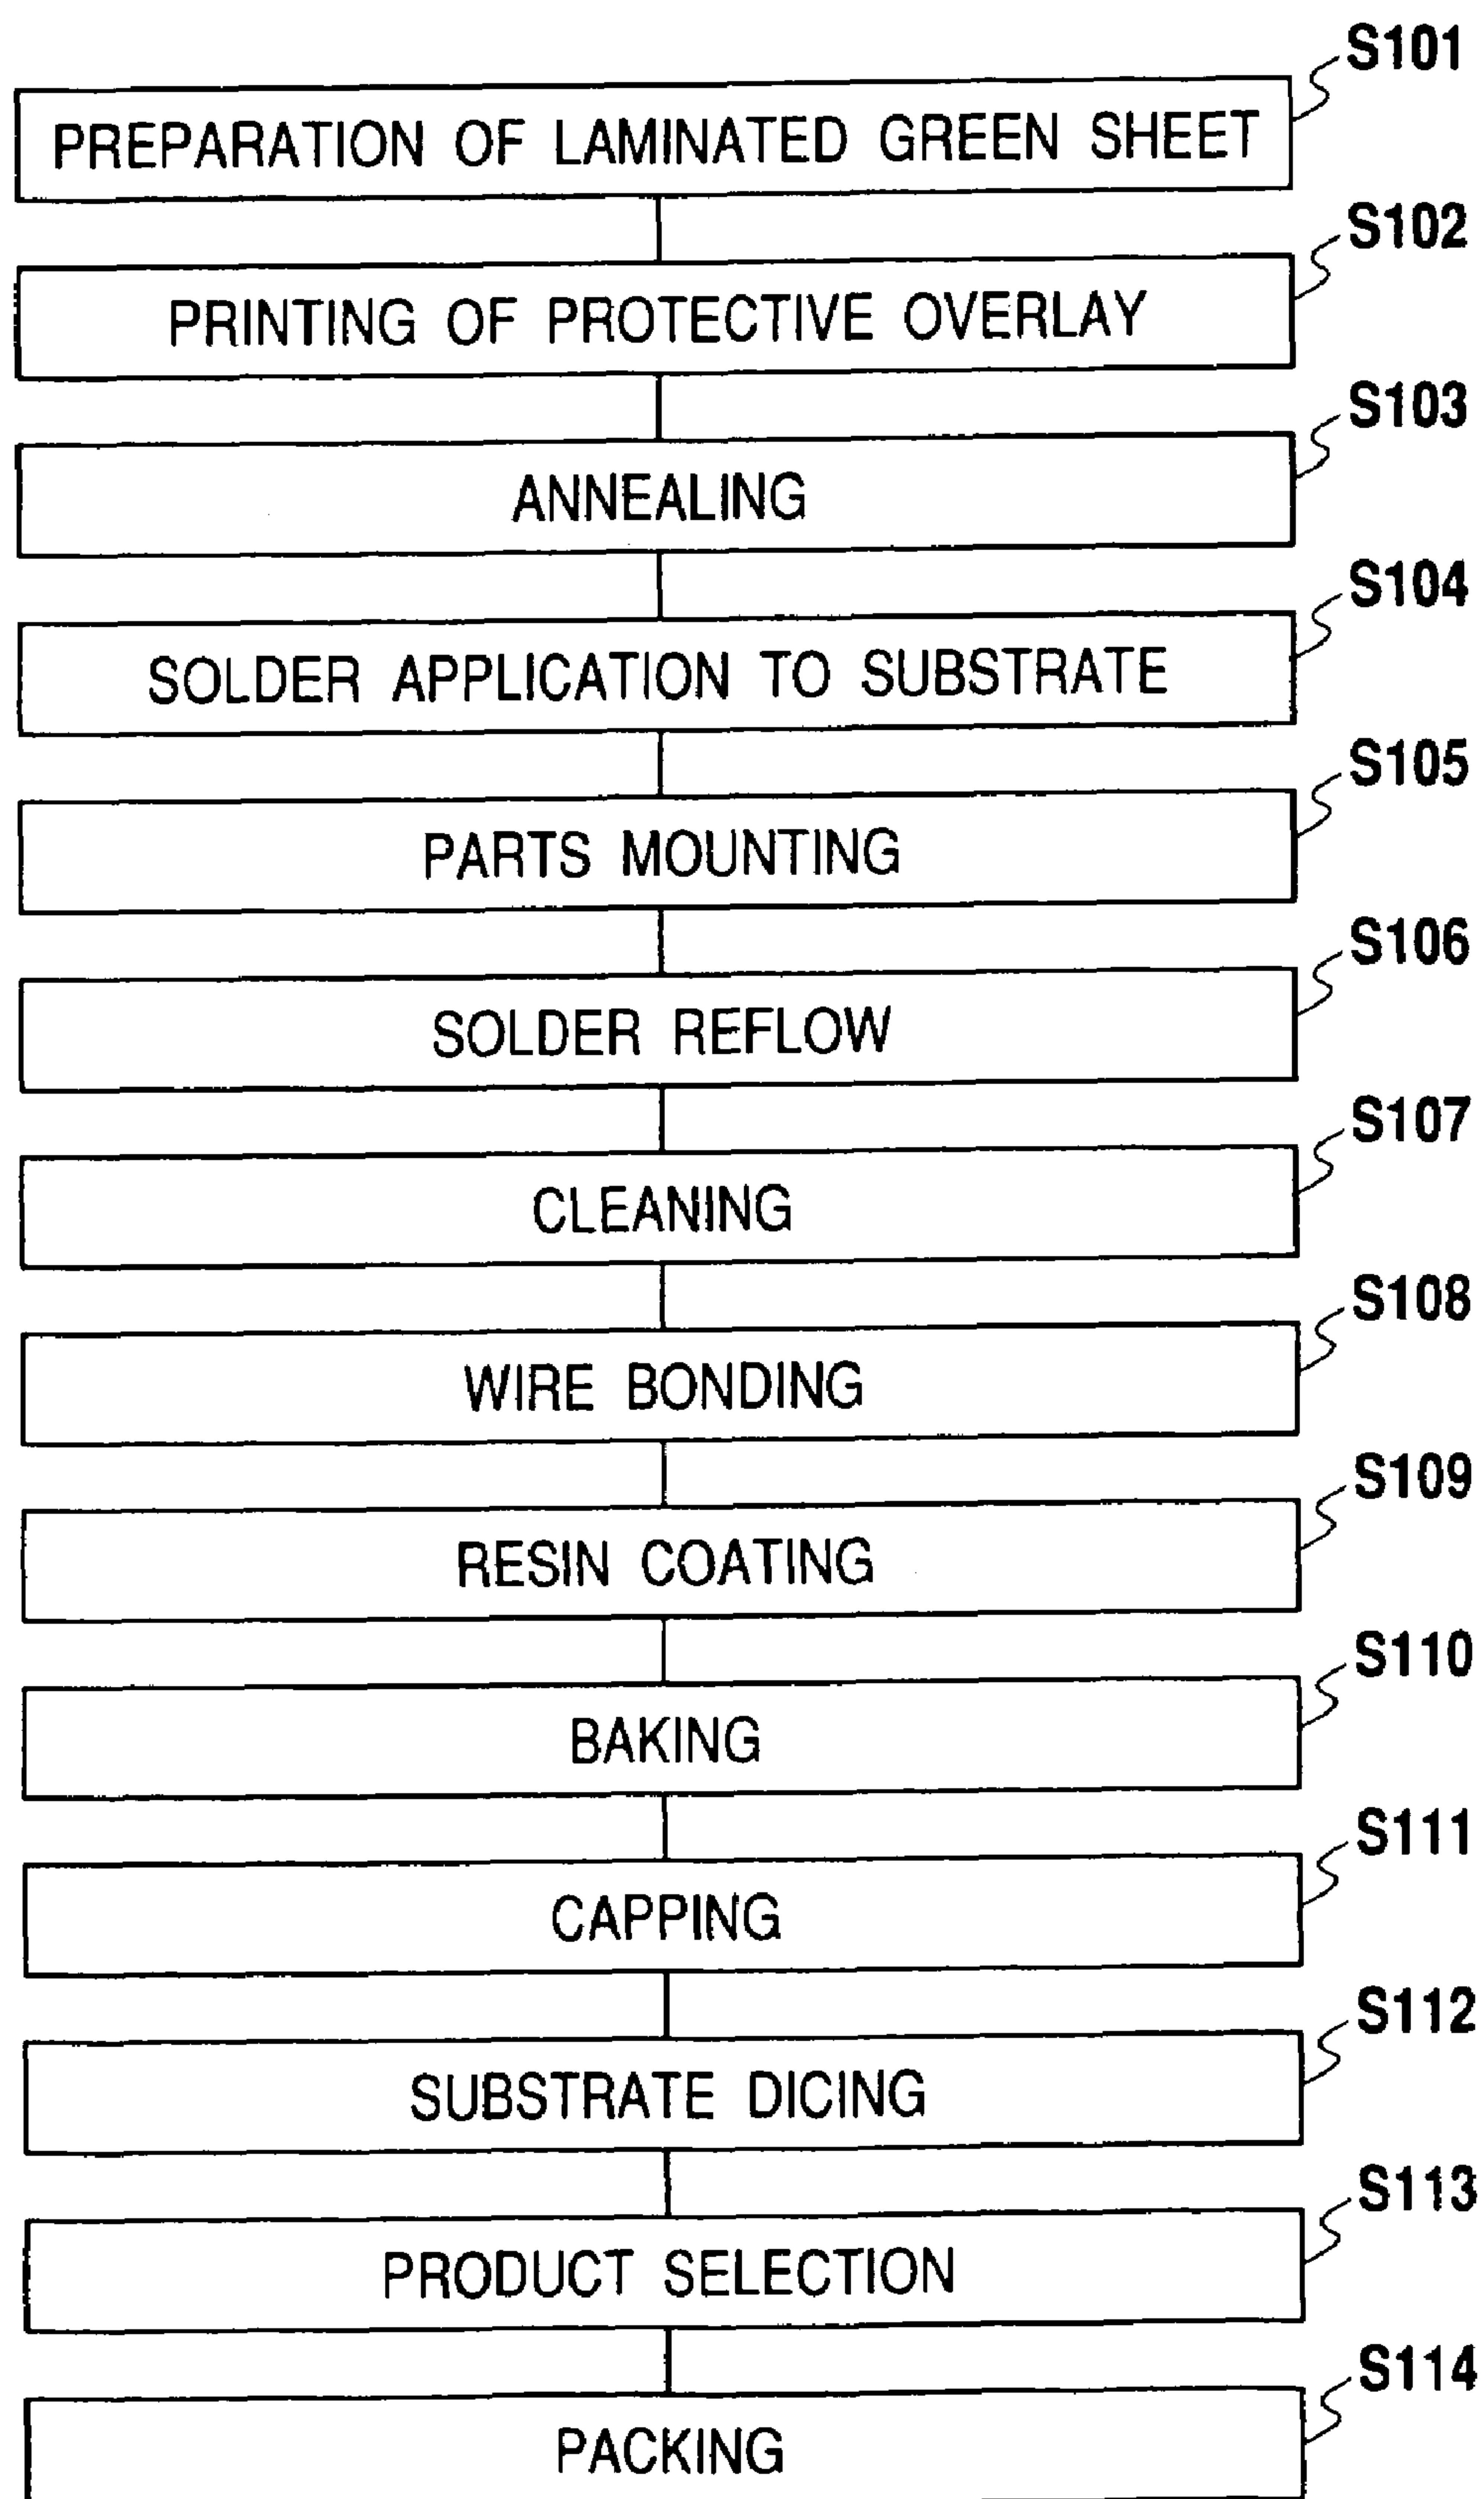 S101
PREPARATION OF LAMINATED GREEN SHEET
S102
PRINTING OF PROTECTIVE OVERLAY
S103
ANNEALING
S104
SOLDER APPLICATION TO SUBSTRATE
S105
PARTS MOUNTING
S106
SOLDER REFLOW
S107
CLEANING
S108
WIRE BONDING
S109
RESIN COATING
S110
BAKING
S111
CAPPING
S112
SUBSTRATE DICING
S113
PRODUCT SELECTION
S114
PACKING